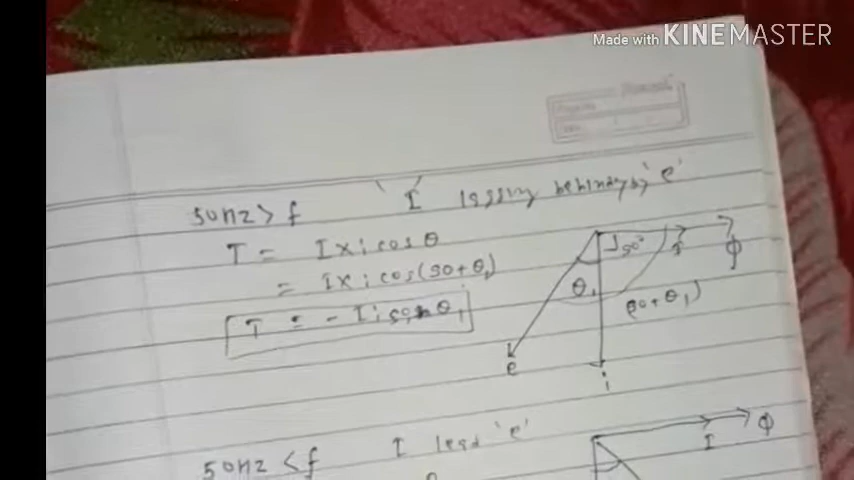 Made with KINEMASTER
50Hz > f I lagging behind by 'e'
T = I x i cos θ
= I x i cos(90+θ₁)
T = - I i sin θ₁
90°
I
ϕ
θ₁
(90+θ₁)
e
i
50Hz < f I lead 'e'
I
ϕ